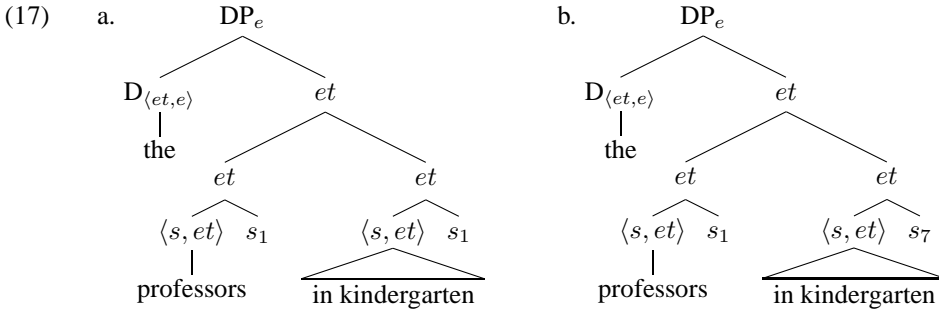 (17) a. DP_e b. DP_e
D_⟨et,e⟩ et D_⟨et,e⟩ et
the the
et et et et
⟨s, et⟩ s_1 ⟨s, et⟩ s_1 ⟨s, et⟩ s_1 ⟨s, et⟩ s_7
professors in kindergarten professors in kindergarten